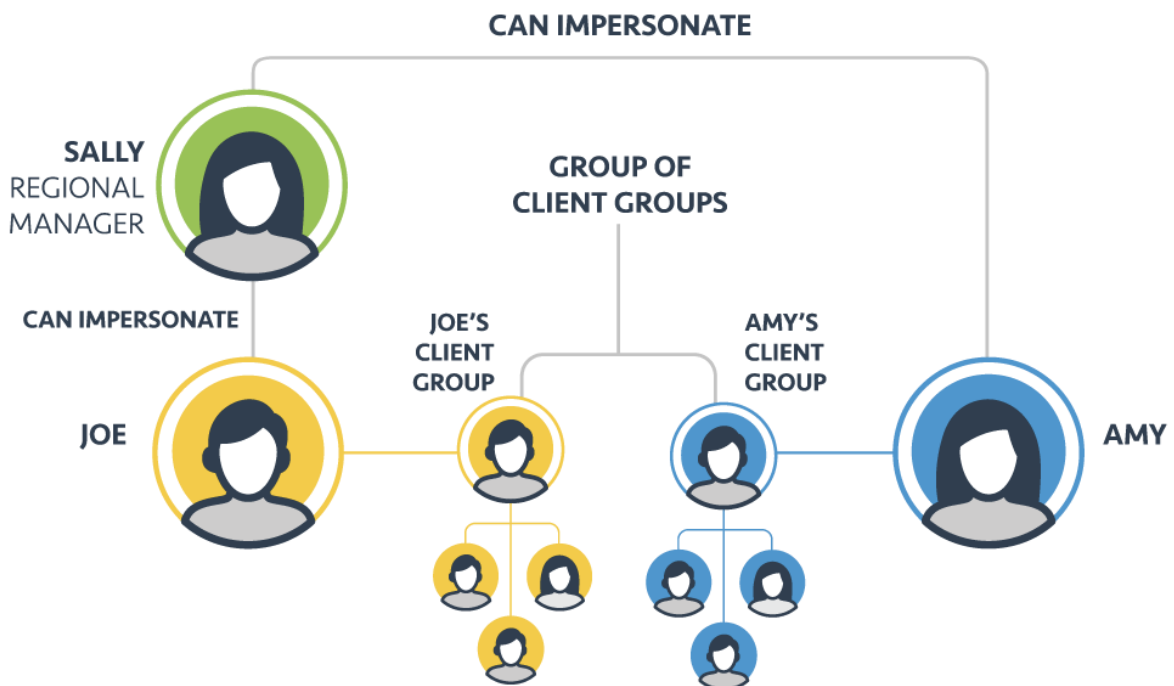 CAN IMPERSONATE
SALLY
REGIONAL
MANAGER
GROUP OF
CLIENT GROUPS
CAN IMPERSONATE
JOE'S
CLIENT
GROUP
AMY'S
CLIENT
GROUP
JOE
AMY